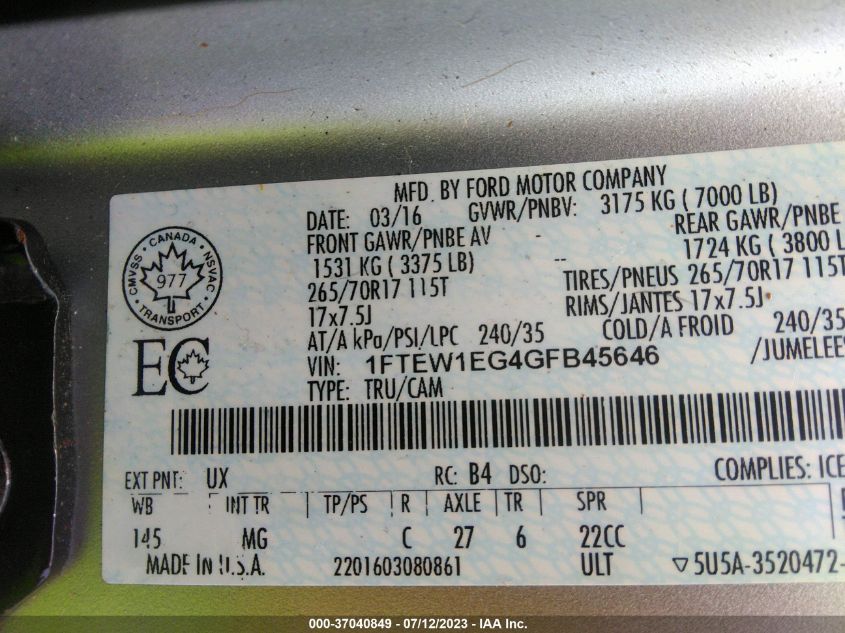 MFD. BY FORD MOTOR COMPANY
DATE: 03/16 GVWR/PNBV: 3175 KG ( 7000 LB)
FRONT GAWR/PNBE AV REAR GAWR/PNBE
1531 KG ( 3375 LB) 1724 KG ( 3800 L
265/70R17 115T TIRES/PNEUS 265/70R17 115T
17x7.5J RIMS/JANTES 17x7.5J
AT/A kPa/PSI/LPC 240/35 COLD/A FROID 240/35
VIN: 1FTEW1EG4GFB45646 /JUMELEE
TYPE: TRU/CAM
CMVSS · CANADA · NSVAC
977
TRANSPORT
EC
EXT PNT: UX RC: B4 DSO: COMPLIES: ICE
WB INT TR TP/PS R AXLE TR SPR
145 MG C 27 6 22CC
MADE IN U.S.A. 2201603080861 ULT ▽5U5A-3520472-
000-37040849 - 07/12/2023 - IAA Inc.